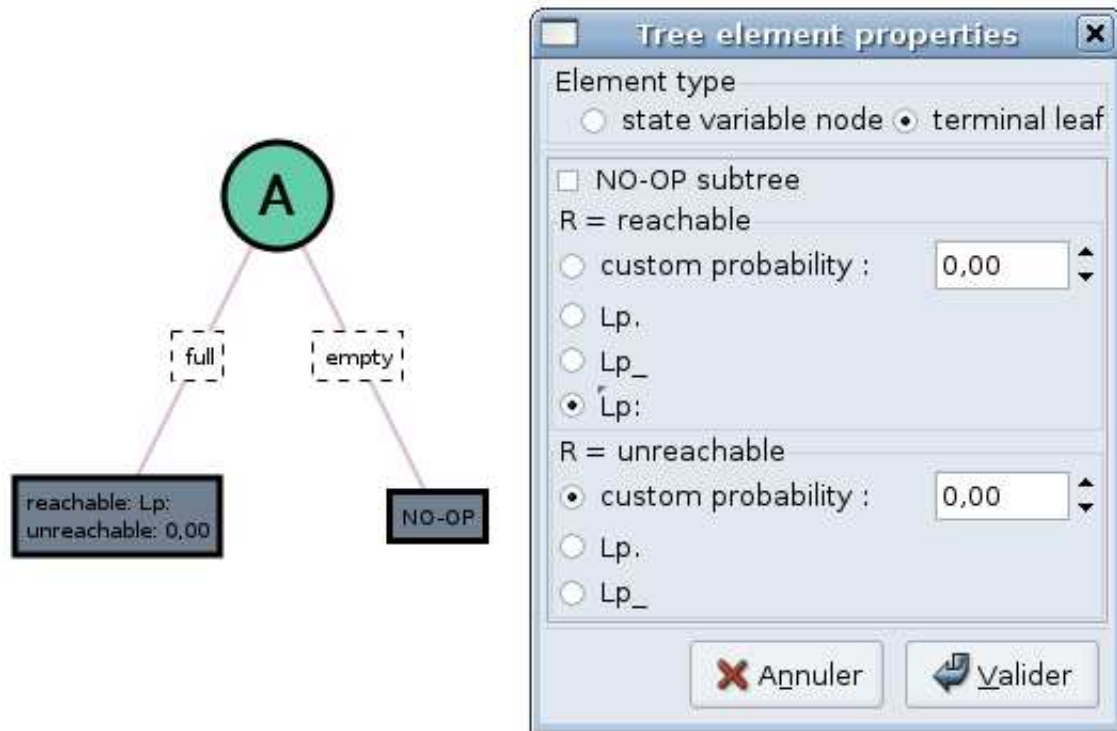 A
full
empty
reachable: Lp:
unreachable: 0,00
NO-OP
Tree element properties
Element type
state variable node
terminal leaf
NO-OP subtree
R = reachable
custom probability : 0,00
Lp.
Lp_
Lp:
R = unreachable
custom probability : 0,00
Lp.
Lp_
Annuler
Valider